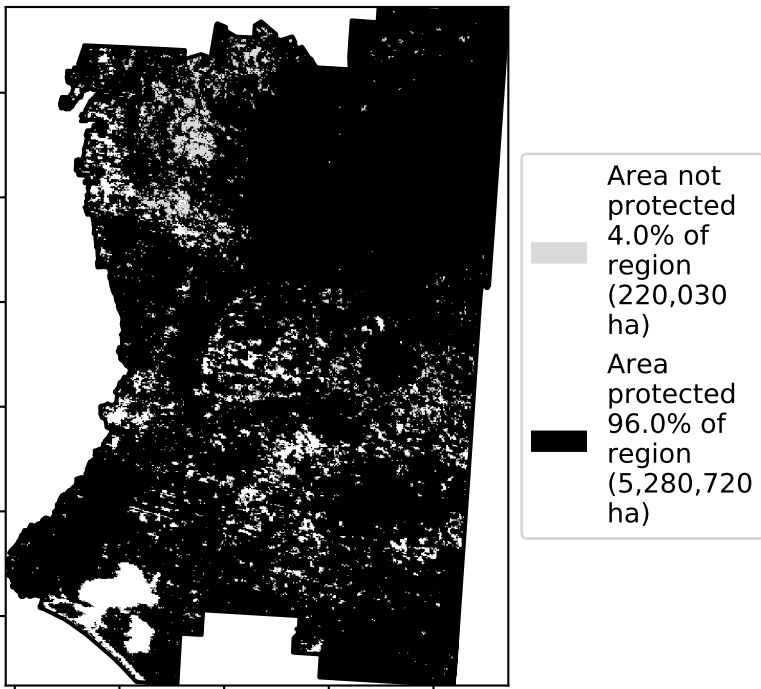 Area not
protected
4.0% of
region
(220,030
ha)
Area
protected
96.0% of
region
(5,280,720
ha)